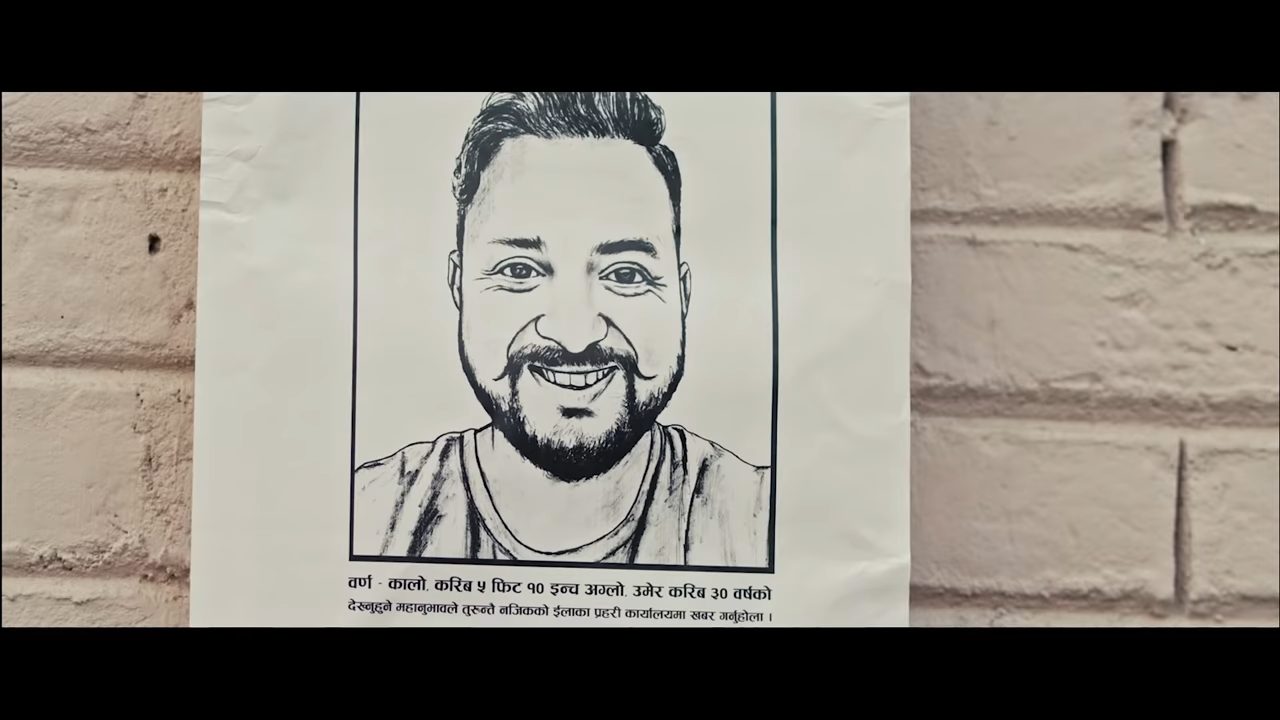 वर्ण - कालो. करिब ५ फिट १० इन्च अग्लो. उमेर करिब ३० वर्षको
देख्नुहुने महानुभावले तुरुन्तै नजिकको ईलाका प्रहरी कार्यालयमा खबर गर्नुहोला ।